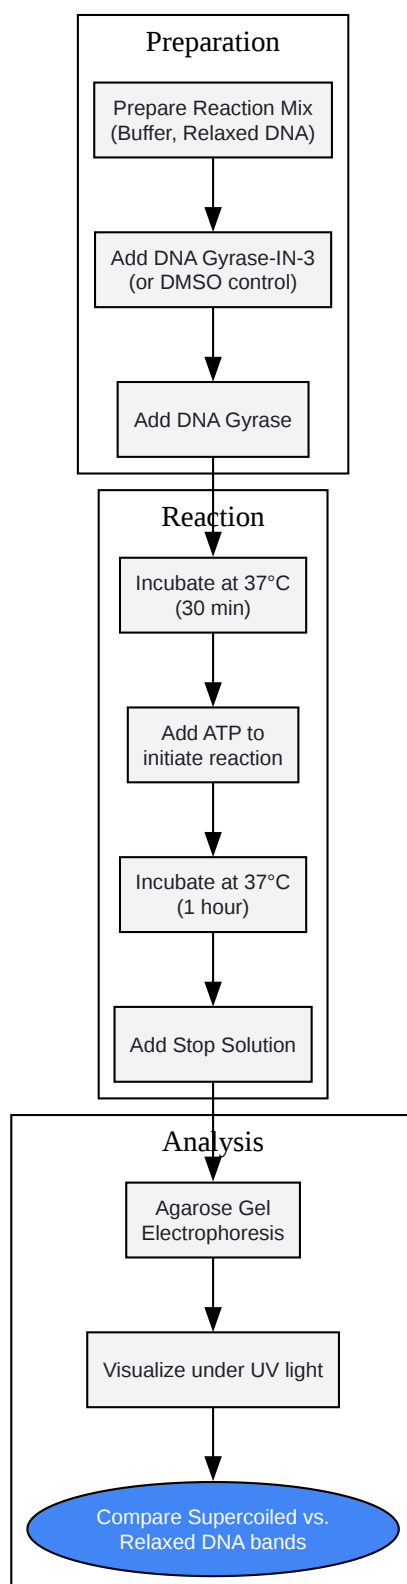 Preparation
Prepare Reaction Mix
(Buffer, Relaxed DNA)
Add DNA Gyrase-IN-3
(or DMSO control)
Add DNA Gyrase
Reaction
Incubate at 37°C
(30 min)
Add ATP to
initiate reaction
Incubate at 37°C
(1 hour)
Add Stop Solution
Analysis
Agarose Gel
Electrophoresis
Visualize under UV light
Compare Supercoiled vs.
Relaxed DNA bands